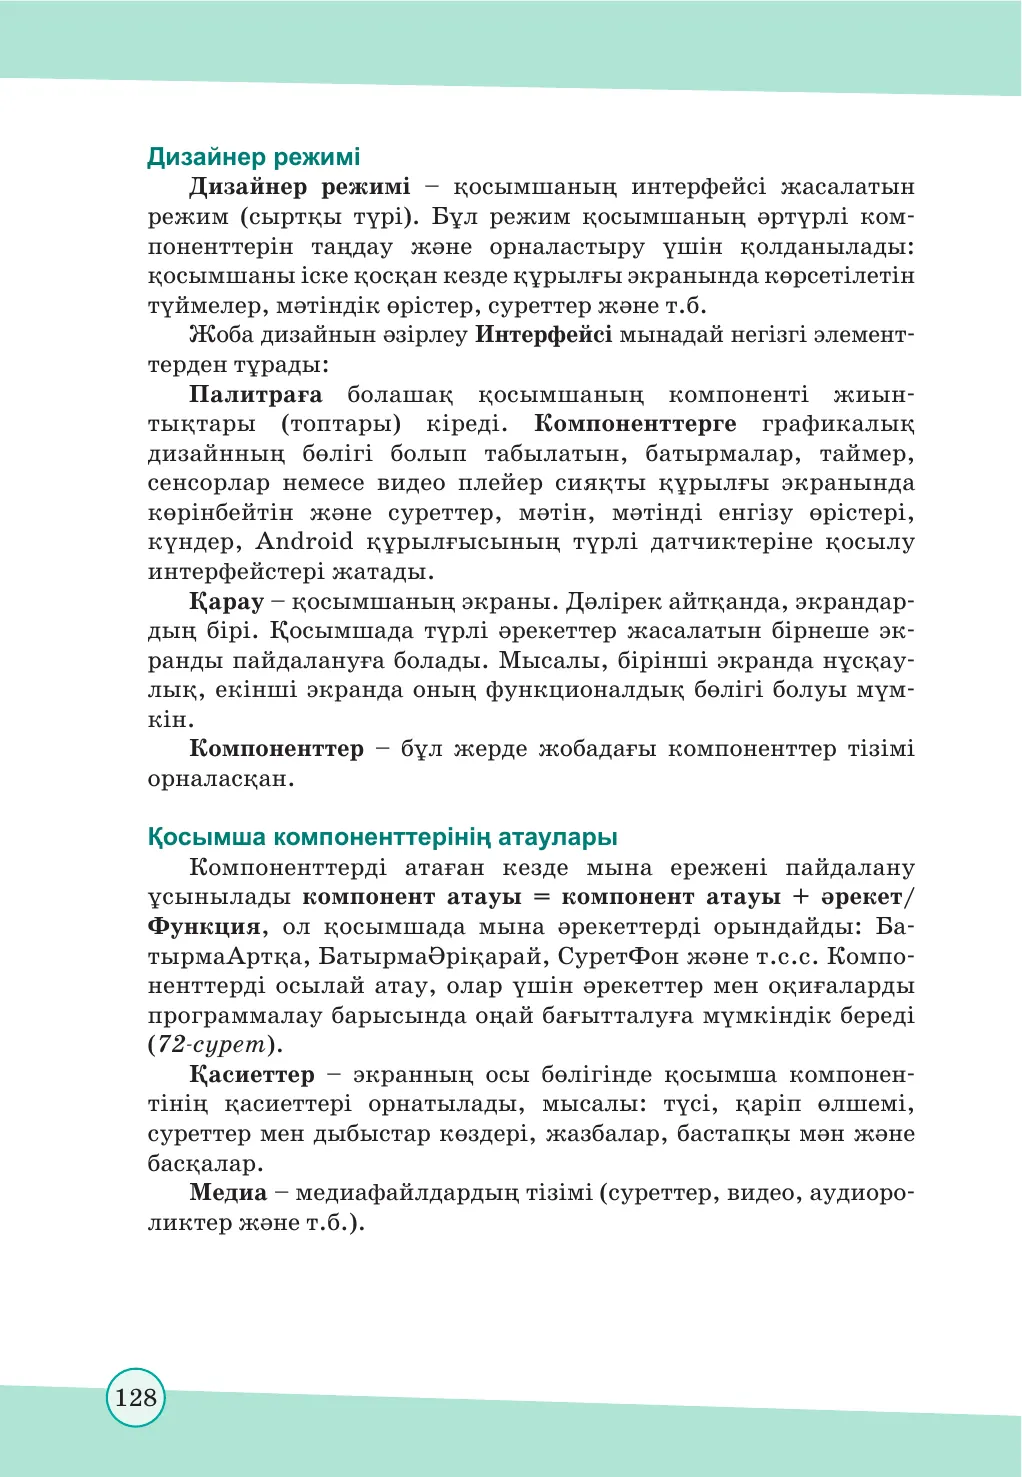 Дизайнер режимі
Дизайнер режимі – қосымшаның интерфейсі жасалатын
режим (сыртқы түрі). Бұл режим қосымшаның әртүрлі ком-
поненттерін таңдау және орналастыру үшін қолданылады:
қосымшаны іске қосқан кезде құрылғы экранында көрсетілетін
түймелер, мәтіндік өрістер, суреттер және т.б.
Жоба дизайнын әзірлеу Интерфейсі мынадай негізгі элемент-
терден тұрады:
Палитраға болашақ қосымшаның компоненті жиын-
тықтары (топтары) кіреді. Компоненттерге графикалық
дизайнның бөлігі болып табылатын, батырмалар, таймер,
сенсорлар немесе видео плейер сияқты құрылғы экранында
көрінбейтін және суреттер, мәтін, мәтінді енгізу өрістері,
күндер, Android құрылғысының түрлі датчиктеріне қосылу
интерфейстері жатады.
Қарау – қосымшаның экраны. Дәлірек айтқанда, экрандар-
дың бірі. Қосымшада түрлі әрекеттер жасалатын бірнеше эк-
ранды пайдалануға болады. Мысалы, бірінші экранда нұсқау-
лық, екінші экранда оның функционалдық бөлігі болуы мүм-
кін.
Компоненттер – бұл жерде жобадағы компоненттер тізімі
орналасқан.
Қосымша компоненттерінің атаулары
Компоненттерді атаған кезде мына ережені пайдалану
ұсынылады компонент атауы = компонент атауы + әрекет/
Функция, ол қосымшада мына әрекеттерді орындайды: Ба-
тырмаАртқа, БатырмаӘріқарай, СуретФон және т.с.с. Компо-
ненттерді осылай атау, олар үшін әрекеттер мен оқиғаларды
программалау барысында оңай бағытталуға мүмкіндік береді
(72-сурет).
Қасиеттер – экранның осы бөлігінде қосымша компонен-
тінің қасиеттері орнатылады, мысалы: түсі, қаріп өлшемі,
суреттер мен дыбыстар көздері, жазбалар, бастапқы мән және
басқалар.
Медиа – медиафайлдардың тізімі (суреттер, видео, аудиоро-
ликтер және т.б.).
128